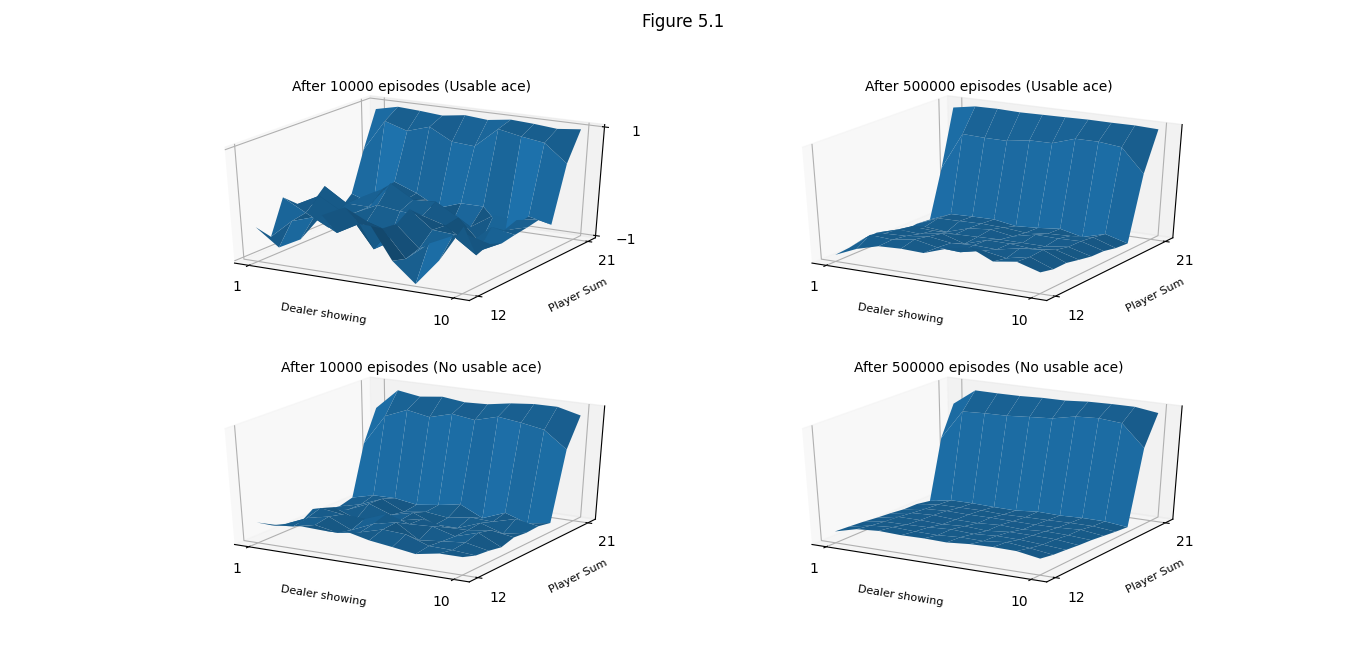 Figure 5.1
After 10000 episodes (Usable ace)
1
−1
21
Player Sum
12
10
Dealer showing
1
After 500000 episodes (Usable ace)
21
Player Sum
12
10
Dealer showing
1
After 10000 episodes (No usable ace)
21
Player Sum
12
10
Dealer showing
1
After 500000 episodes (No usable ace)
21
Player Sum
12
10
Dealer showing
1